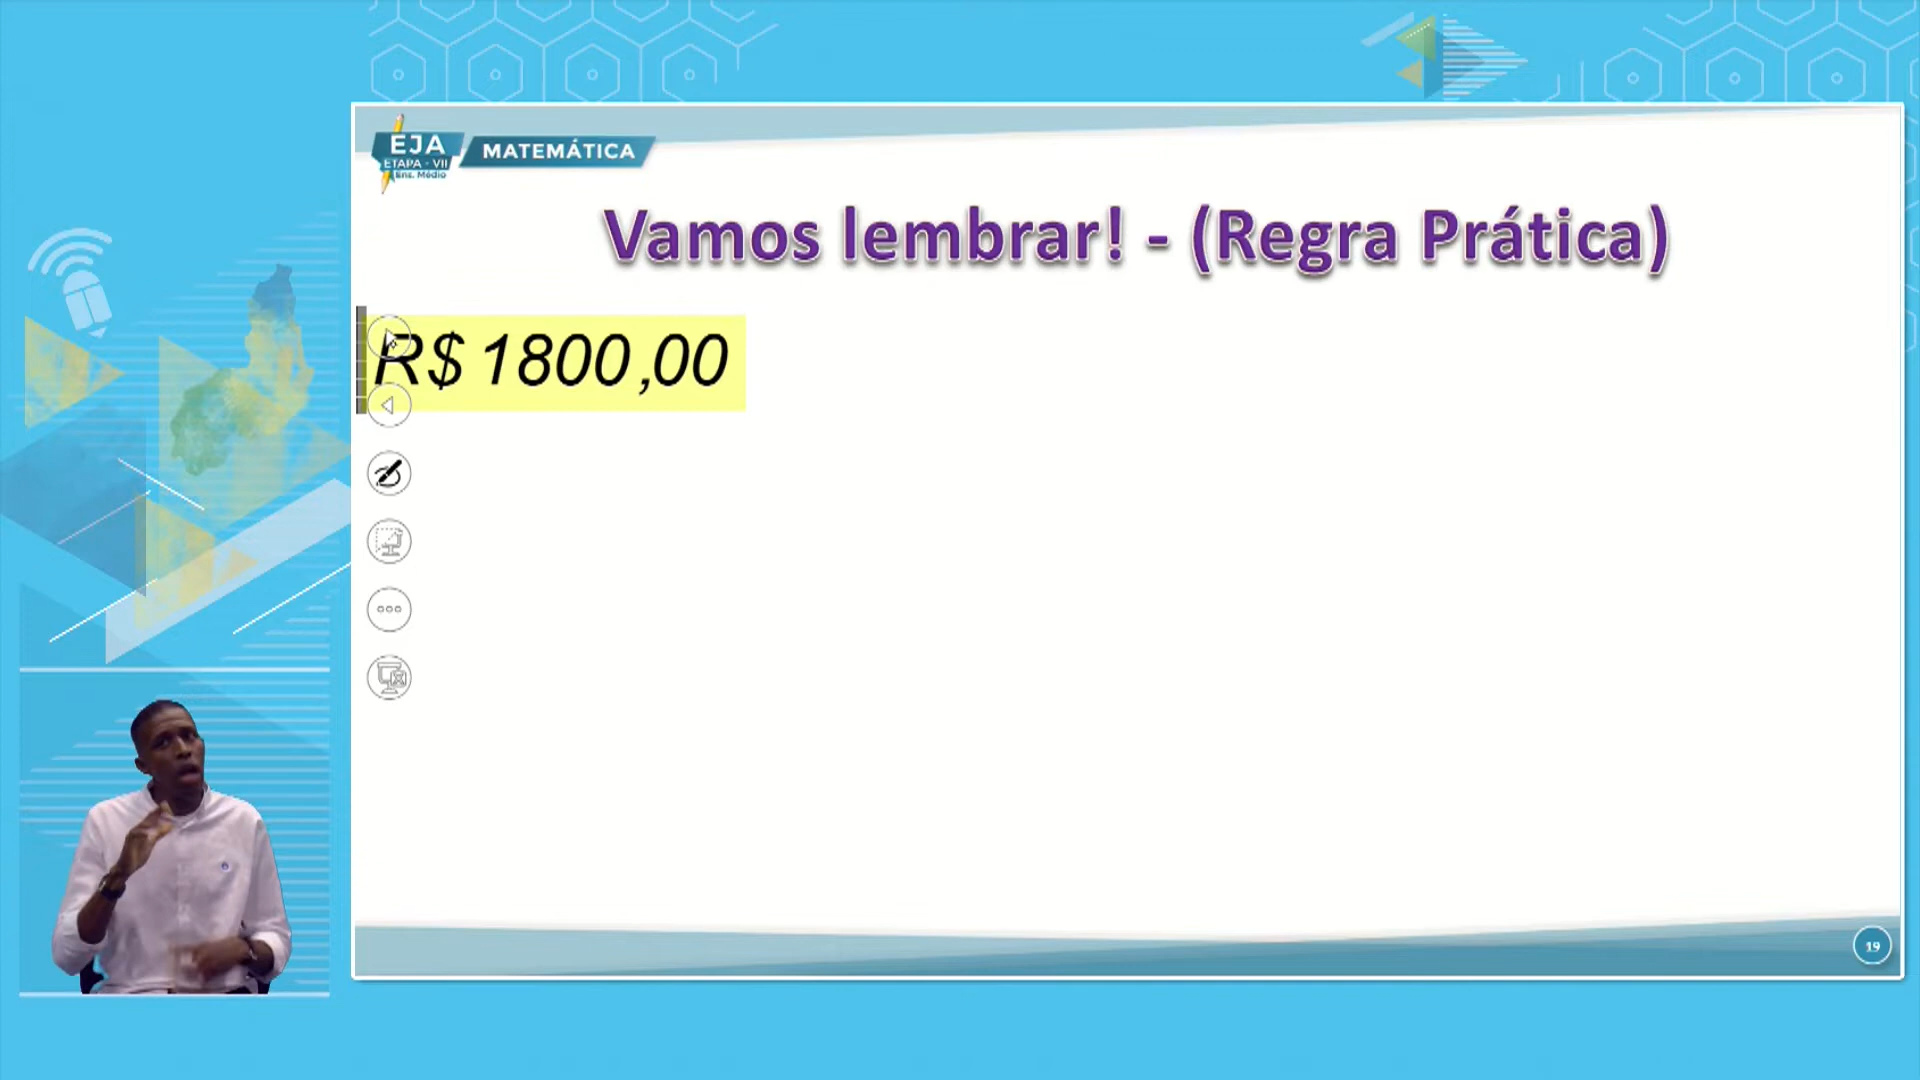 EJA
ETAPA - VII
Ens. Médio
MATEMÁTICA
Vamos lembrar! - (Regra Prática)
R$ 1800,00
19